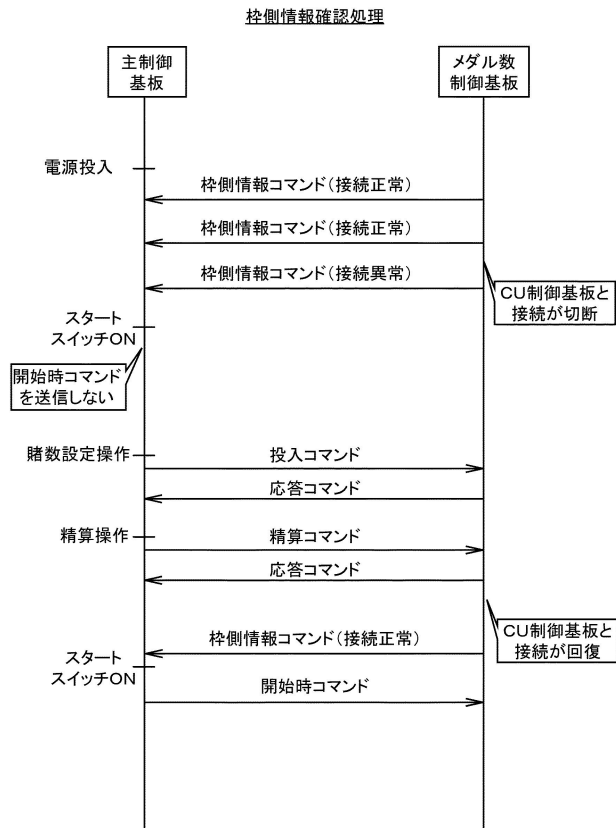 枠側情報確認処理
主制御
基板
メダル数
制御基板
電源投入
枠側情報コマンド(接続正常)
枠側情報コマンド(接続正常)
枠側情報コマンド(接続異常)
CU制御基板と
接続が切断
スタート
スイッチON
開始時コマンド
を送信しない
賭数設定操作
投入コマンド
応答コマンド
精算操作
精算コマンド
応答コマンド
CU制御基板と
接続が回復
枠側情報コマンド(接続正常)
スタート
スイッチON
開始時コマンド